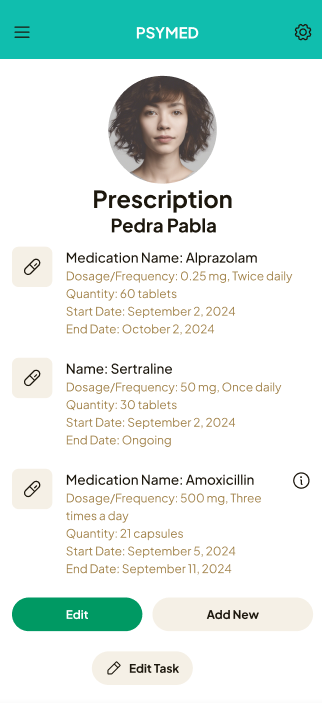 PSYMED
Prescription
Pedra Pabla
Medication Name: Alprazolam
Dosage/Frequency: 0.25 mg, Twice daily
Quantity: 60 tablets
Start Date: September 2, 2024
End Date: October 2, 2024
Name: Sertraline
Dosage/Frequency: 50 mg, Once daily
Quantity: 30 tablets
Start Date: September 2, 2024
End Date: Ongoing
Medication Name: Amoxicillin
Dosage/Frequency: 500 mg, Three
times a day
Quantity: 21 capsules
Start Date: September 5, 2024
End Date: September 11, 2024
Edit
Add New
Edit Task